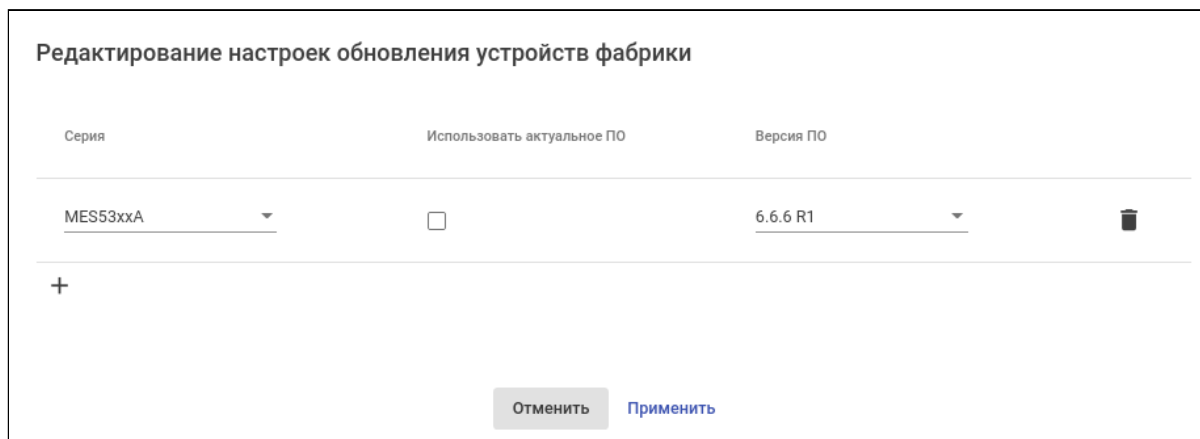 Редактирование настроек обновления устройств фабрики
Серия Использовать актуальное ПО Версия ПО
MES53xxA 6.6.6 R1
Отменить Применить